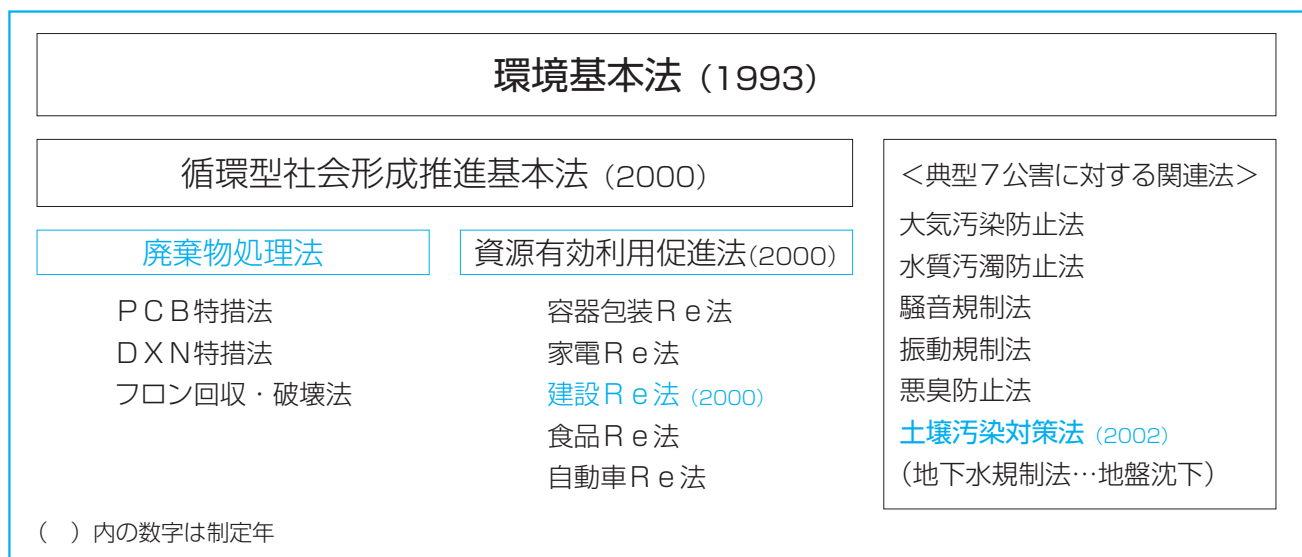 環境基本法 (1993)
循環型社会形成推進基本法 (2000)
廃棄物処理法
PCB特措法
DXN特措法
フロン回収・破壊法
資源有効利用促進法(2000)
容器包装Re法
家電Re法
建設Re法 (2000)
食品Re法
自動車Re法
<典型7公害に対する関連法>
大気汚染防止法
水質汚濁防止法
騒音規制法
振動規制法
悪臭防止法
土壌汚染対策法 (2002)
(地下水規制法…地盤沈下)
( )内の数字は制定年